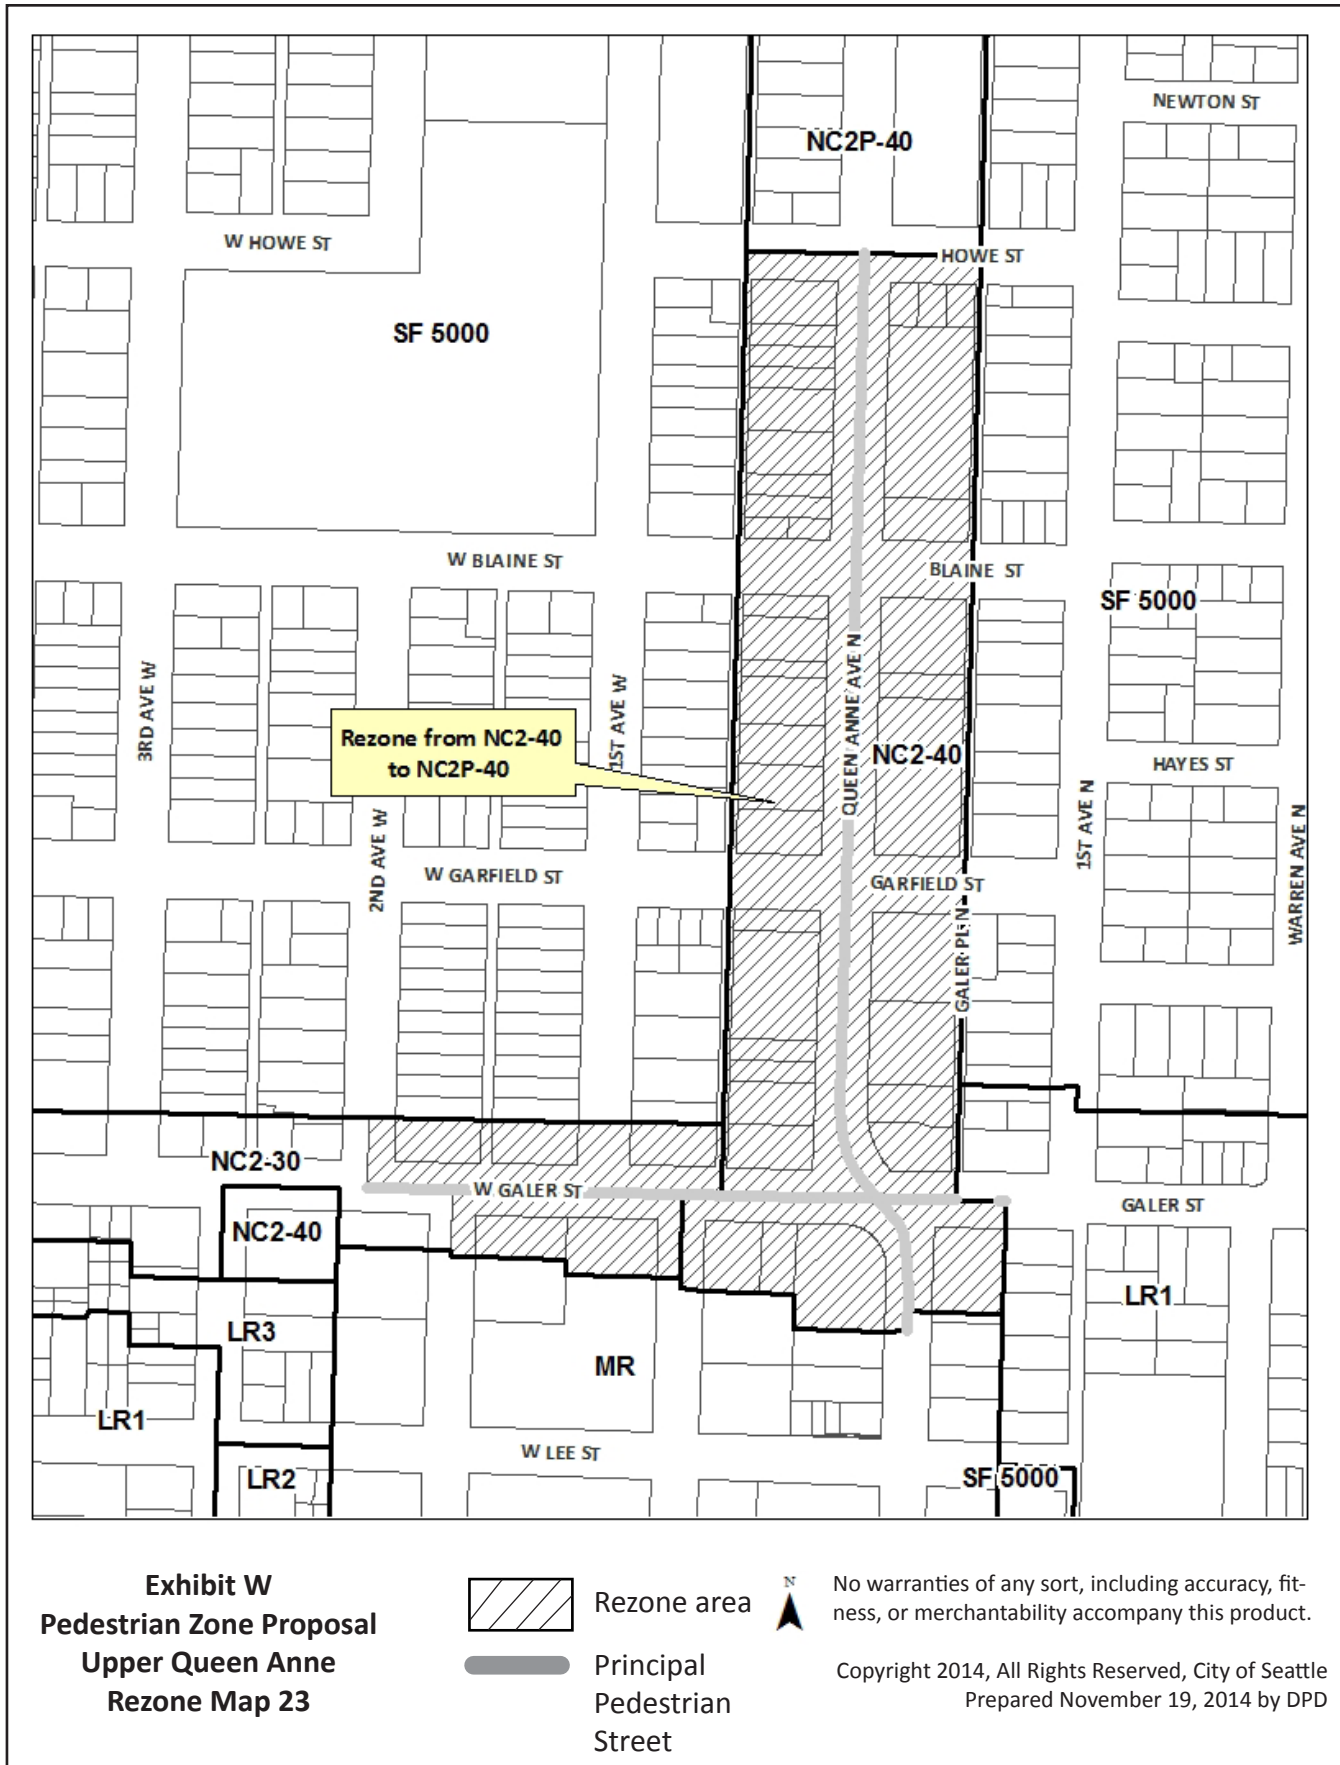 NEWTON ST
NC2P-40
W HOWE ST
HOWE ST
SF 5000
W BLAINE ST
BLAINE ST
SF 5000
3RD AVE W
1ST AVE W
QUEEN ANNE AVE N
Rezone from NC2-40
to NC2P-40
NC2-40
HAYES ST
2ND AVE W
1ST AVE N
WARREN AVE N
W GARFIELD ST
GARFIELD ST
GALER PL N
NC2-30
W GALER ST
GALER ST
NC2-40
LR1
LR3
MR
LR1
W LEE ST
LR2
SF 5000
Exhibit W
Pedestrian Zone Proposal
Upper Queen Anne
Rezone Map 23
Rezone area
Principal
Pedestrian
Street
N
No warranties of any sort, including accuracy, fit-
ness, or merchantability accompany this product.
Copyright 2014, All Rights Reserved, City of Seattle
Prepared November 19, 2014 by DPD